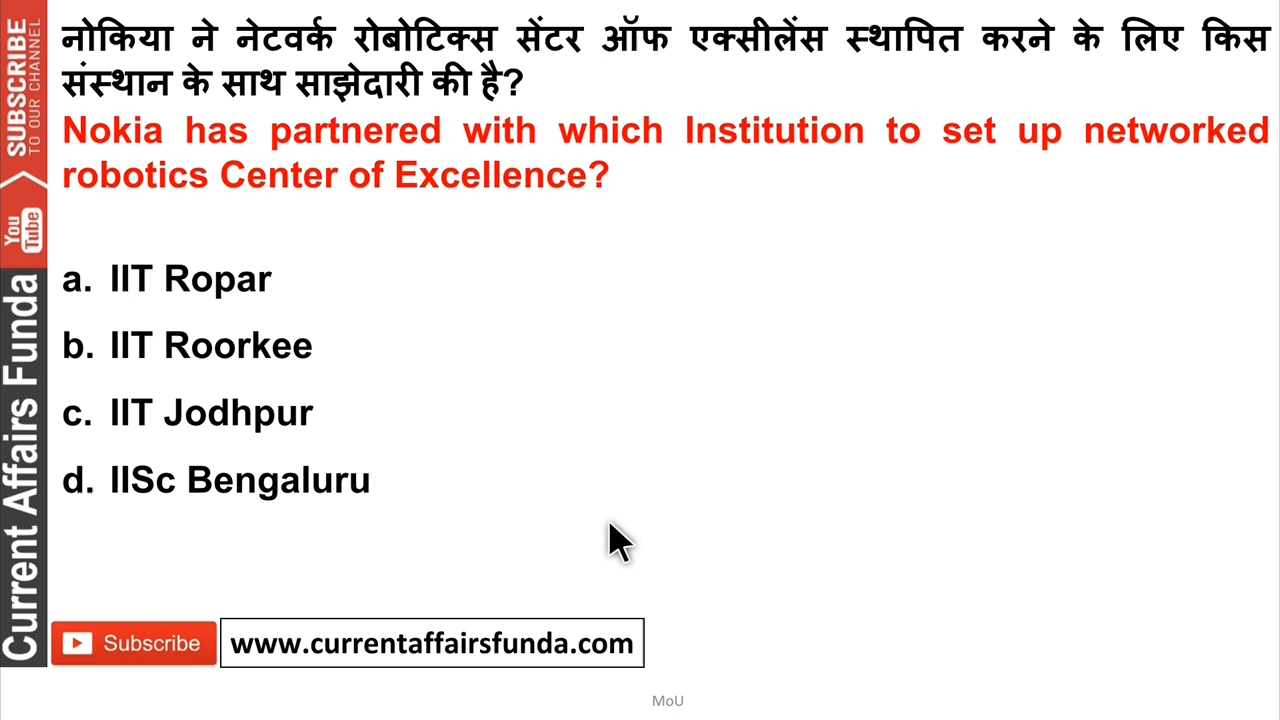 नोकिया ने नेटवर्क रोबोटिक्स सेंटर ऑफ एक्सीलेंस स्थापित करने के लिए किस
संस्थान के साथ साझेदारी की है?
Nokia has partnered with which Institution to set up networked
robotics Center of Excellence?
a. IIT Ropar
b. IIT Roorkee
c. IIT Jodhpur
d. IISc Bengaluru
SUBSCRIBE
TO OUR CHANNEL
You
Tube
Current Affairs Funda
Subscribe
www.currentaffairsfunda.com
MoU